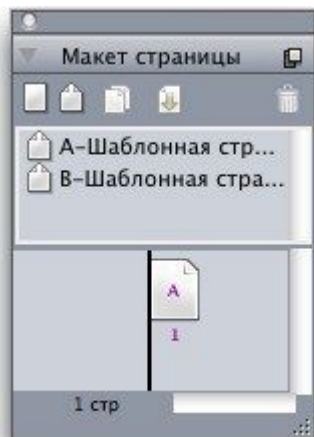 Макет страницы
A-Шаблонная стр...
B-Шаблонная стра...
A
1
1 стр